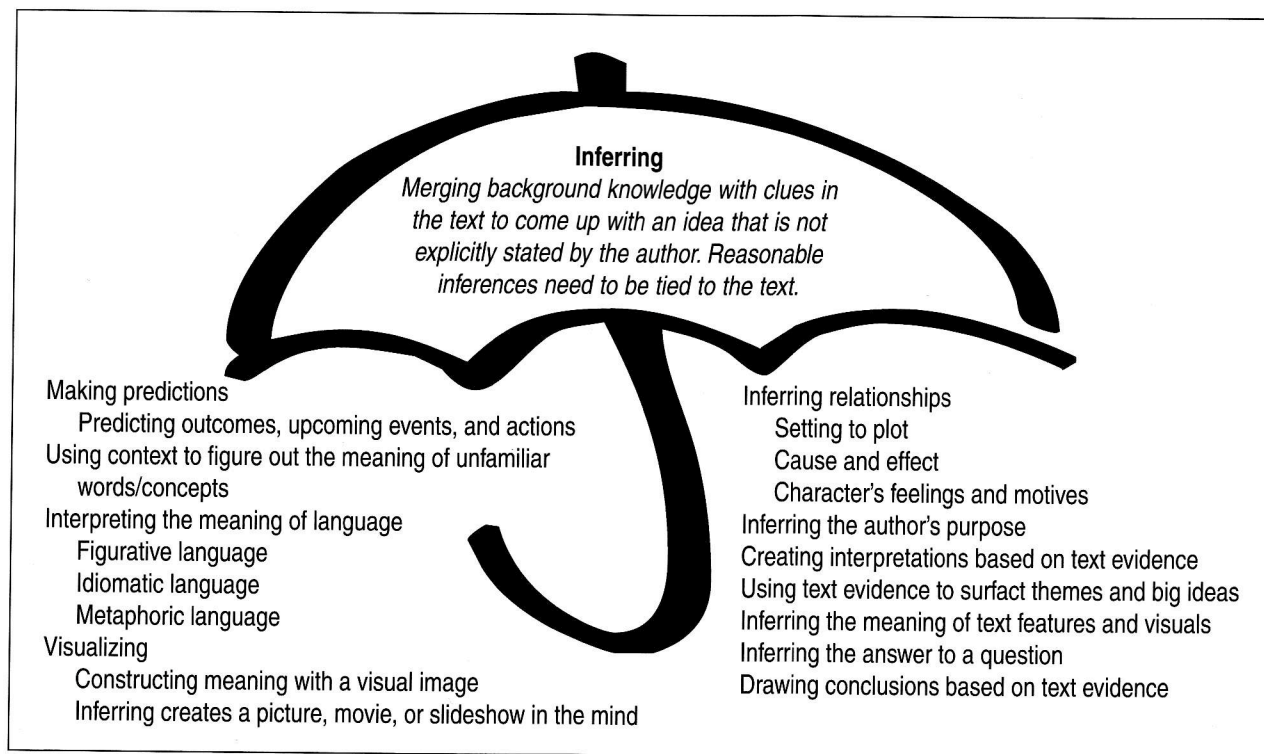 Inferring
Merging background knowledge with clues in
the text to come up with an idea that is not
explicitly stated by the author. Reasonable
inferences need to be tied to the text.
Making predictions
Predicting outcomes, upcoming events, and actions
Using context to figure out the meaning of unfamiliar
words/concepts
Interpreting the meaning of language
Figurative language
Idiomatic language
Metaphoric language
Visualizing
Constructing meaning with a visual image
Inferring creates a picture, movie, or slideshow in the mind
Inferring relationships
Setting to plot
Cause and effect
Character's feelings and motives
Inferring the author's purpose
Creating interpretations based on text evidence
Using text evidence to surfact themes and big ideas
Inferring the meaning of text features and visuals
Inferring the answer to a question
Drawing conclusions based on text evidence